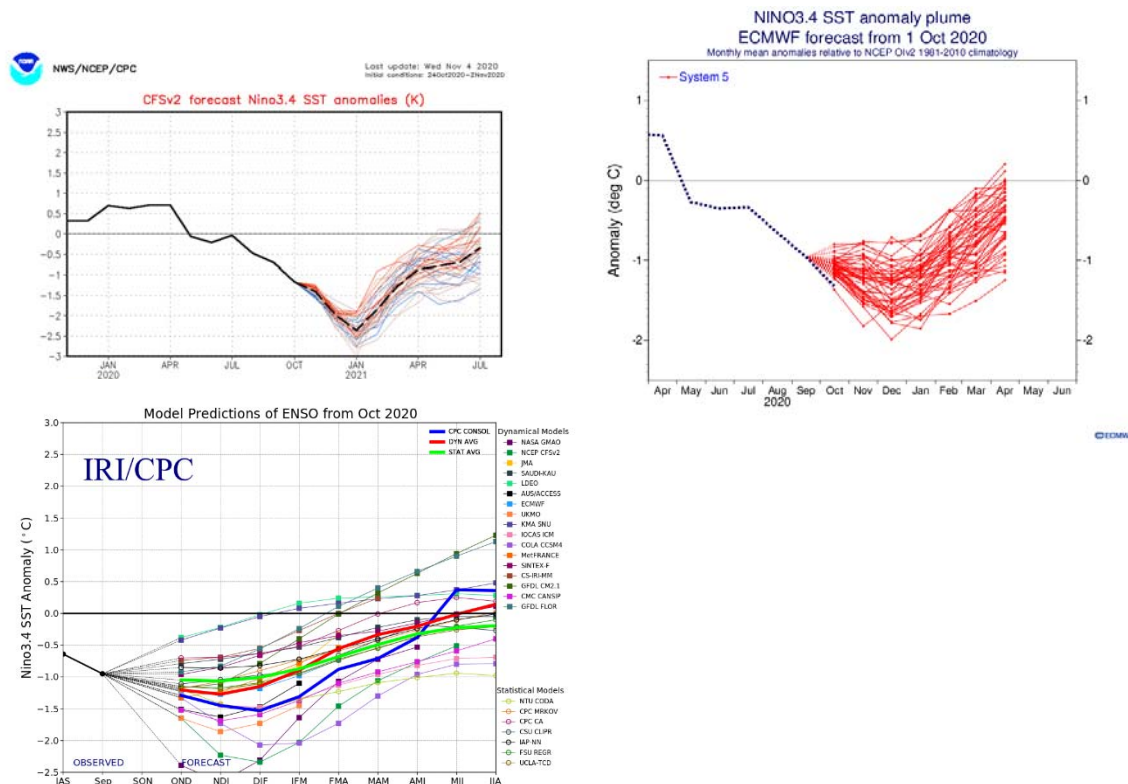 NWS/NCEP/CPC
Last update: Wed Nov 4 2020
Initial conditions: 24Oct2020-2Nov2020
CFSv2 forecast Nino3.4 SST anomalies (K)
3
2.5
2
1.5
1
0.5
0
-0.5
-1
-1.5
-2
-2.5
-3
JAN
2020
APR
JUL
OCT
JAN
2021
APR
JUL
NINO3.4 SST anomaly plume
ECMWF forecast from 1 Oct 2020
Monthly mean anomalies relative to NCEP OIv2 1981-2010 climatology
System 5
Anomaly (deg C)
1
0
-1
-2
1
0
-1
-2
Apr May Jun Jul Aug Sep Oct Nov Dec Jan Feb Mar Apr May Jun
2020
ECMW
Model Predictions of ENSO from Oct 2020
IRI/CPC
CPC CONSOL
DYN AVG
STAT AVG
Nino3.4 SST Anomaly (°C)
3.0
2.5
2.0
1.5
1.0
0.5
0.0
-0.5
-1.0
-1.5
-2.0
-2.5
OBSERVED
FORECAST
JAS Sep SON OND NDJ DJF JFM FMA MAM AMJ MJJ JJA
Dynamical Models
NASA GMAO
NCEP CFSv2
JMA
SAUDI-KAU
LDEO
AUS/ACCESS
ECMWF
UKMO
KMA SNU
IOCAS ICM
COLA CCSM4
MetFRANCE
SINTEX-F
CS-IRI-MM
GFDL CM2.1
CMC CANSIP
GFDL FLOR
Statistical Models
NTU CODA
CPC MRKOV
CPC CA
CSU CLIPR
IAP-NN
FSU REGR
UCLA-TCD